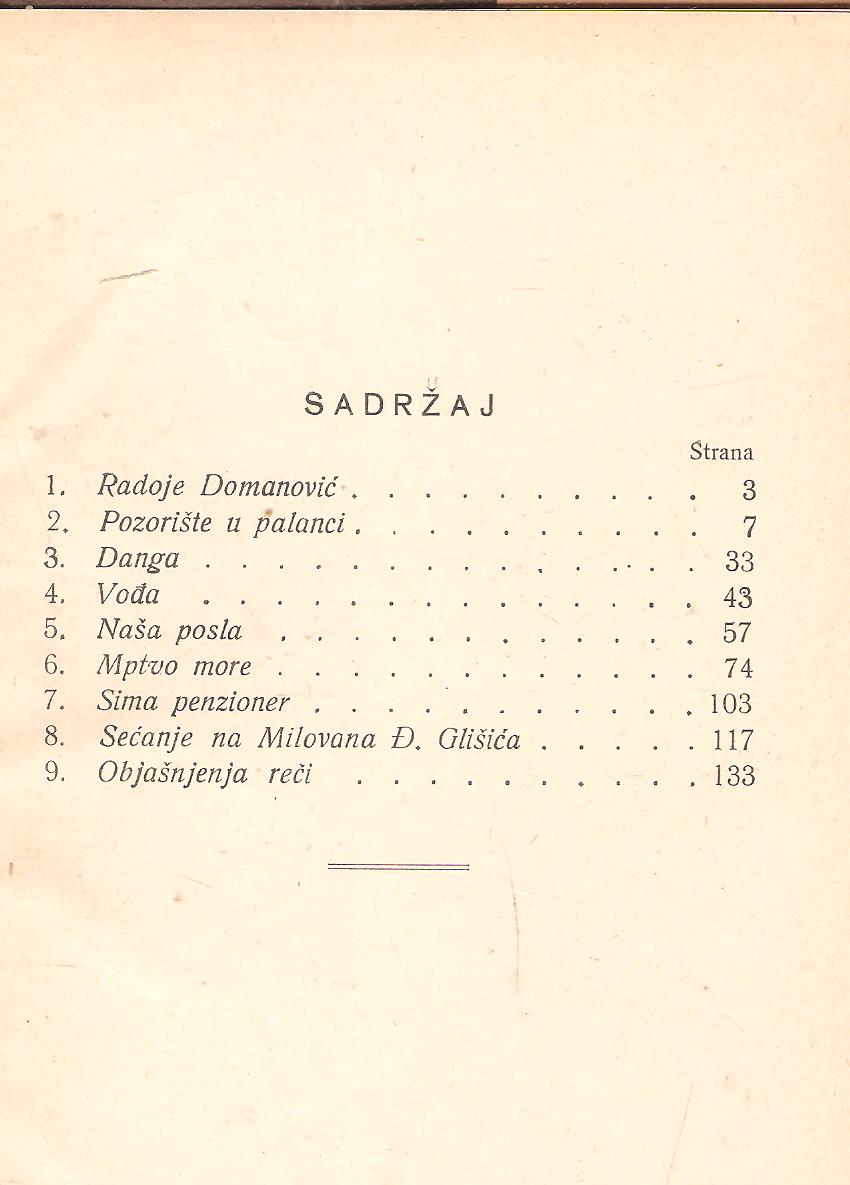 SADRŽAJ
Strana
1. Radoje Domanović . . . . . . . . . . 3
2. Pozorište u palanci . . . . . . . . . . 7
3. Danga . . . . . . . . . . . . . . 33
4. Vođa . . . . . . . . . . . . . . 43
5. Naša posla . . . . . . . . . . . . 57
6. Mptvo more . . . . . . . . . . . . 74
7. Sima penzioner . . . . . . . . . . . 103
8. Sećanje na Milovana Đ. Glišića . . . . . 117
9. Objašnjenja reči . . . . . . . . . . 133